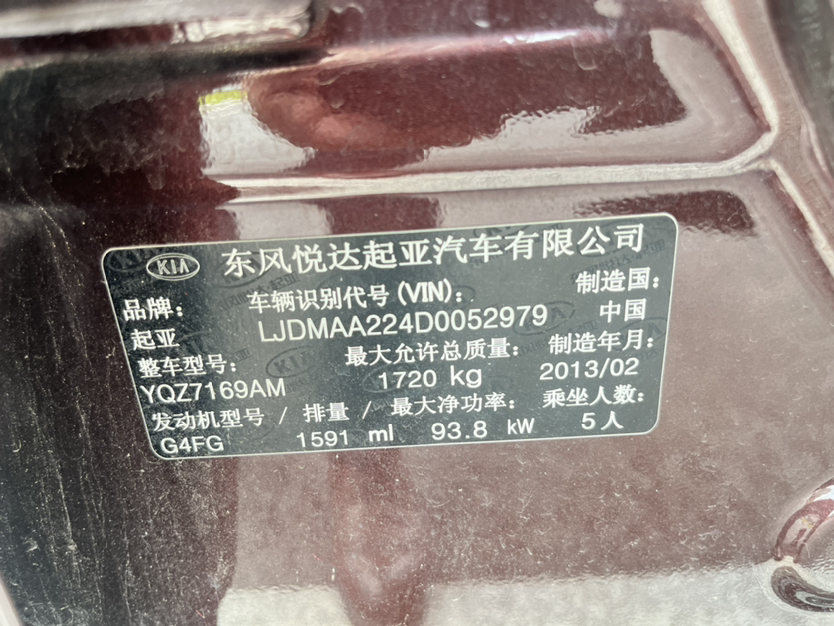 KIA 东风悦达起亚汽车有限公司
品牌: 车辆识别代号(VIN): 制造国:
起亚 LJDMAA224D0052979 中国
整车型号: 最大允许总质量: 制造年月:
YQZ7169AM 1720 kg 2013/02
发动机型号 / 排量 / 最大净功率: 乘坐人数:
G4FG 1591 ml 93.8 kW 5人